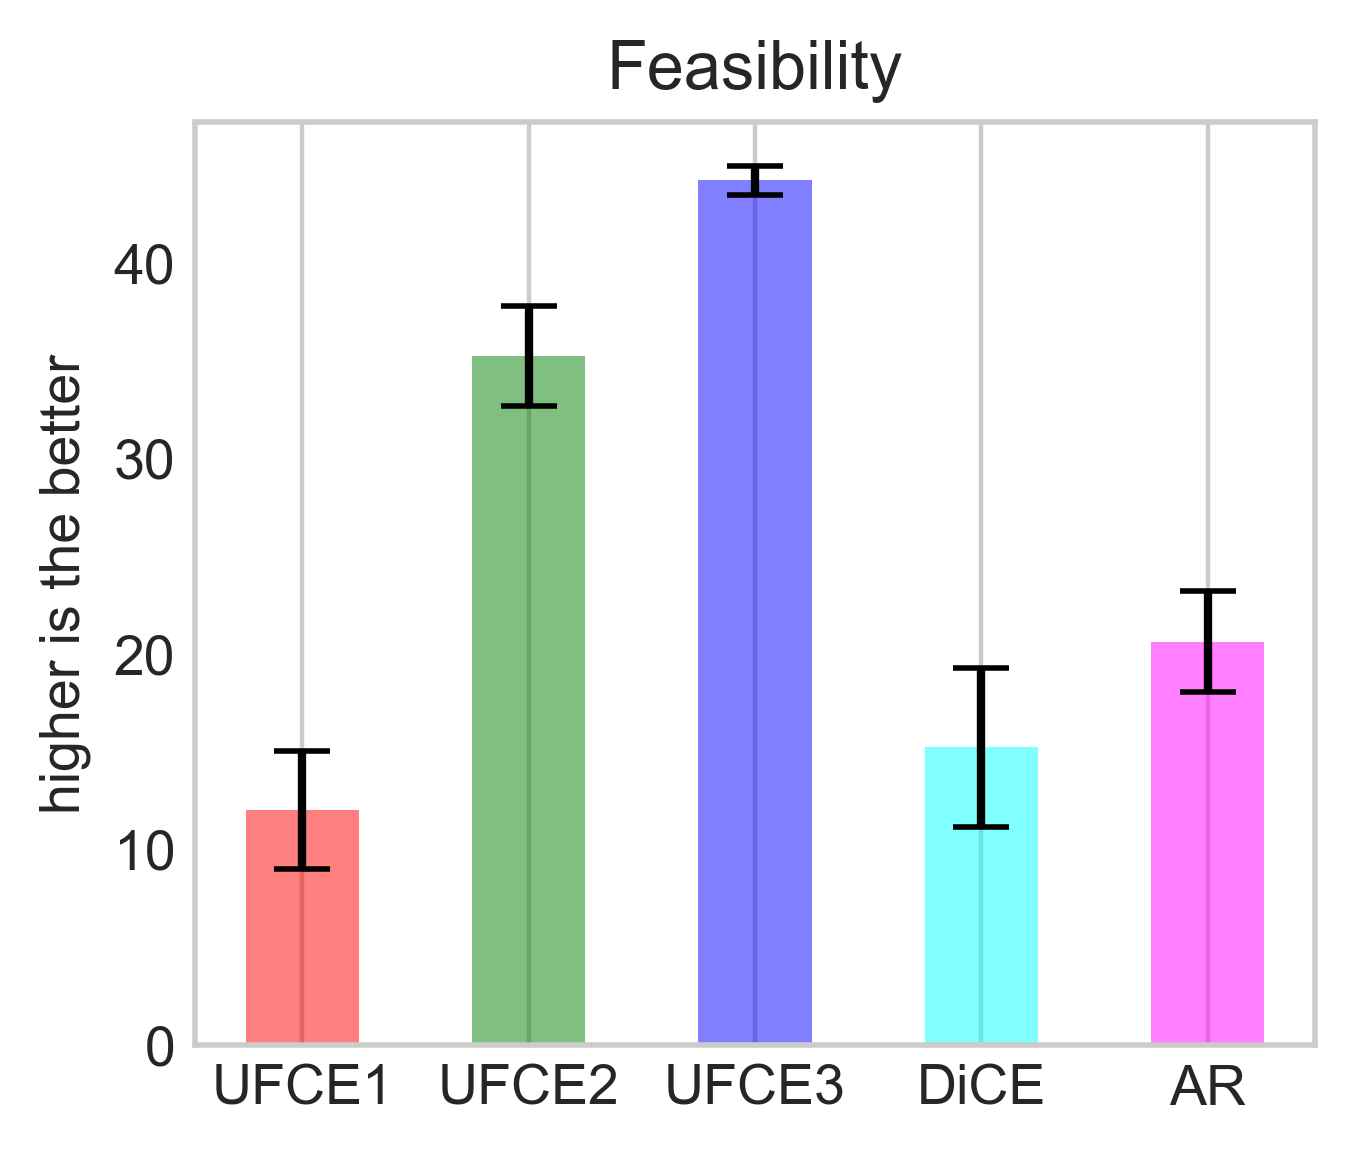 Feasibility
higher is the better
40
30
20
10
0
UFCE1
UFCE2
UFCE3
DiCE
AR